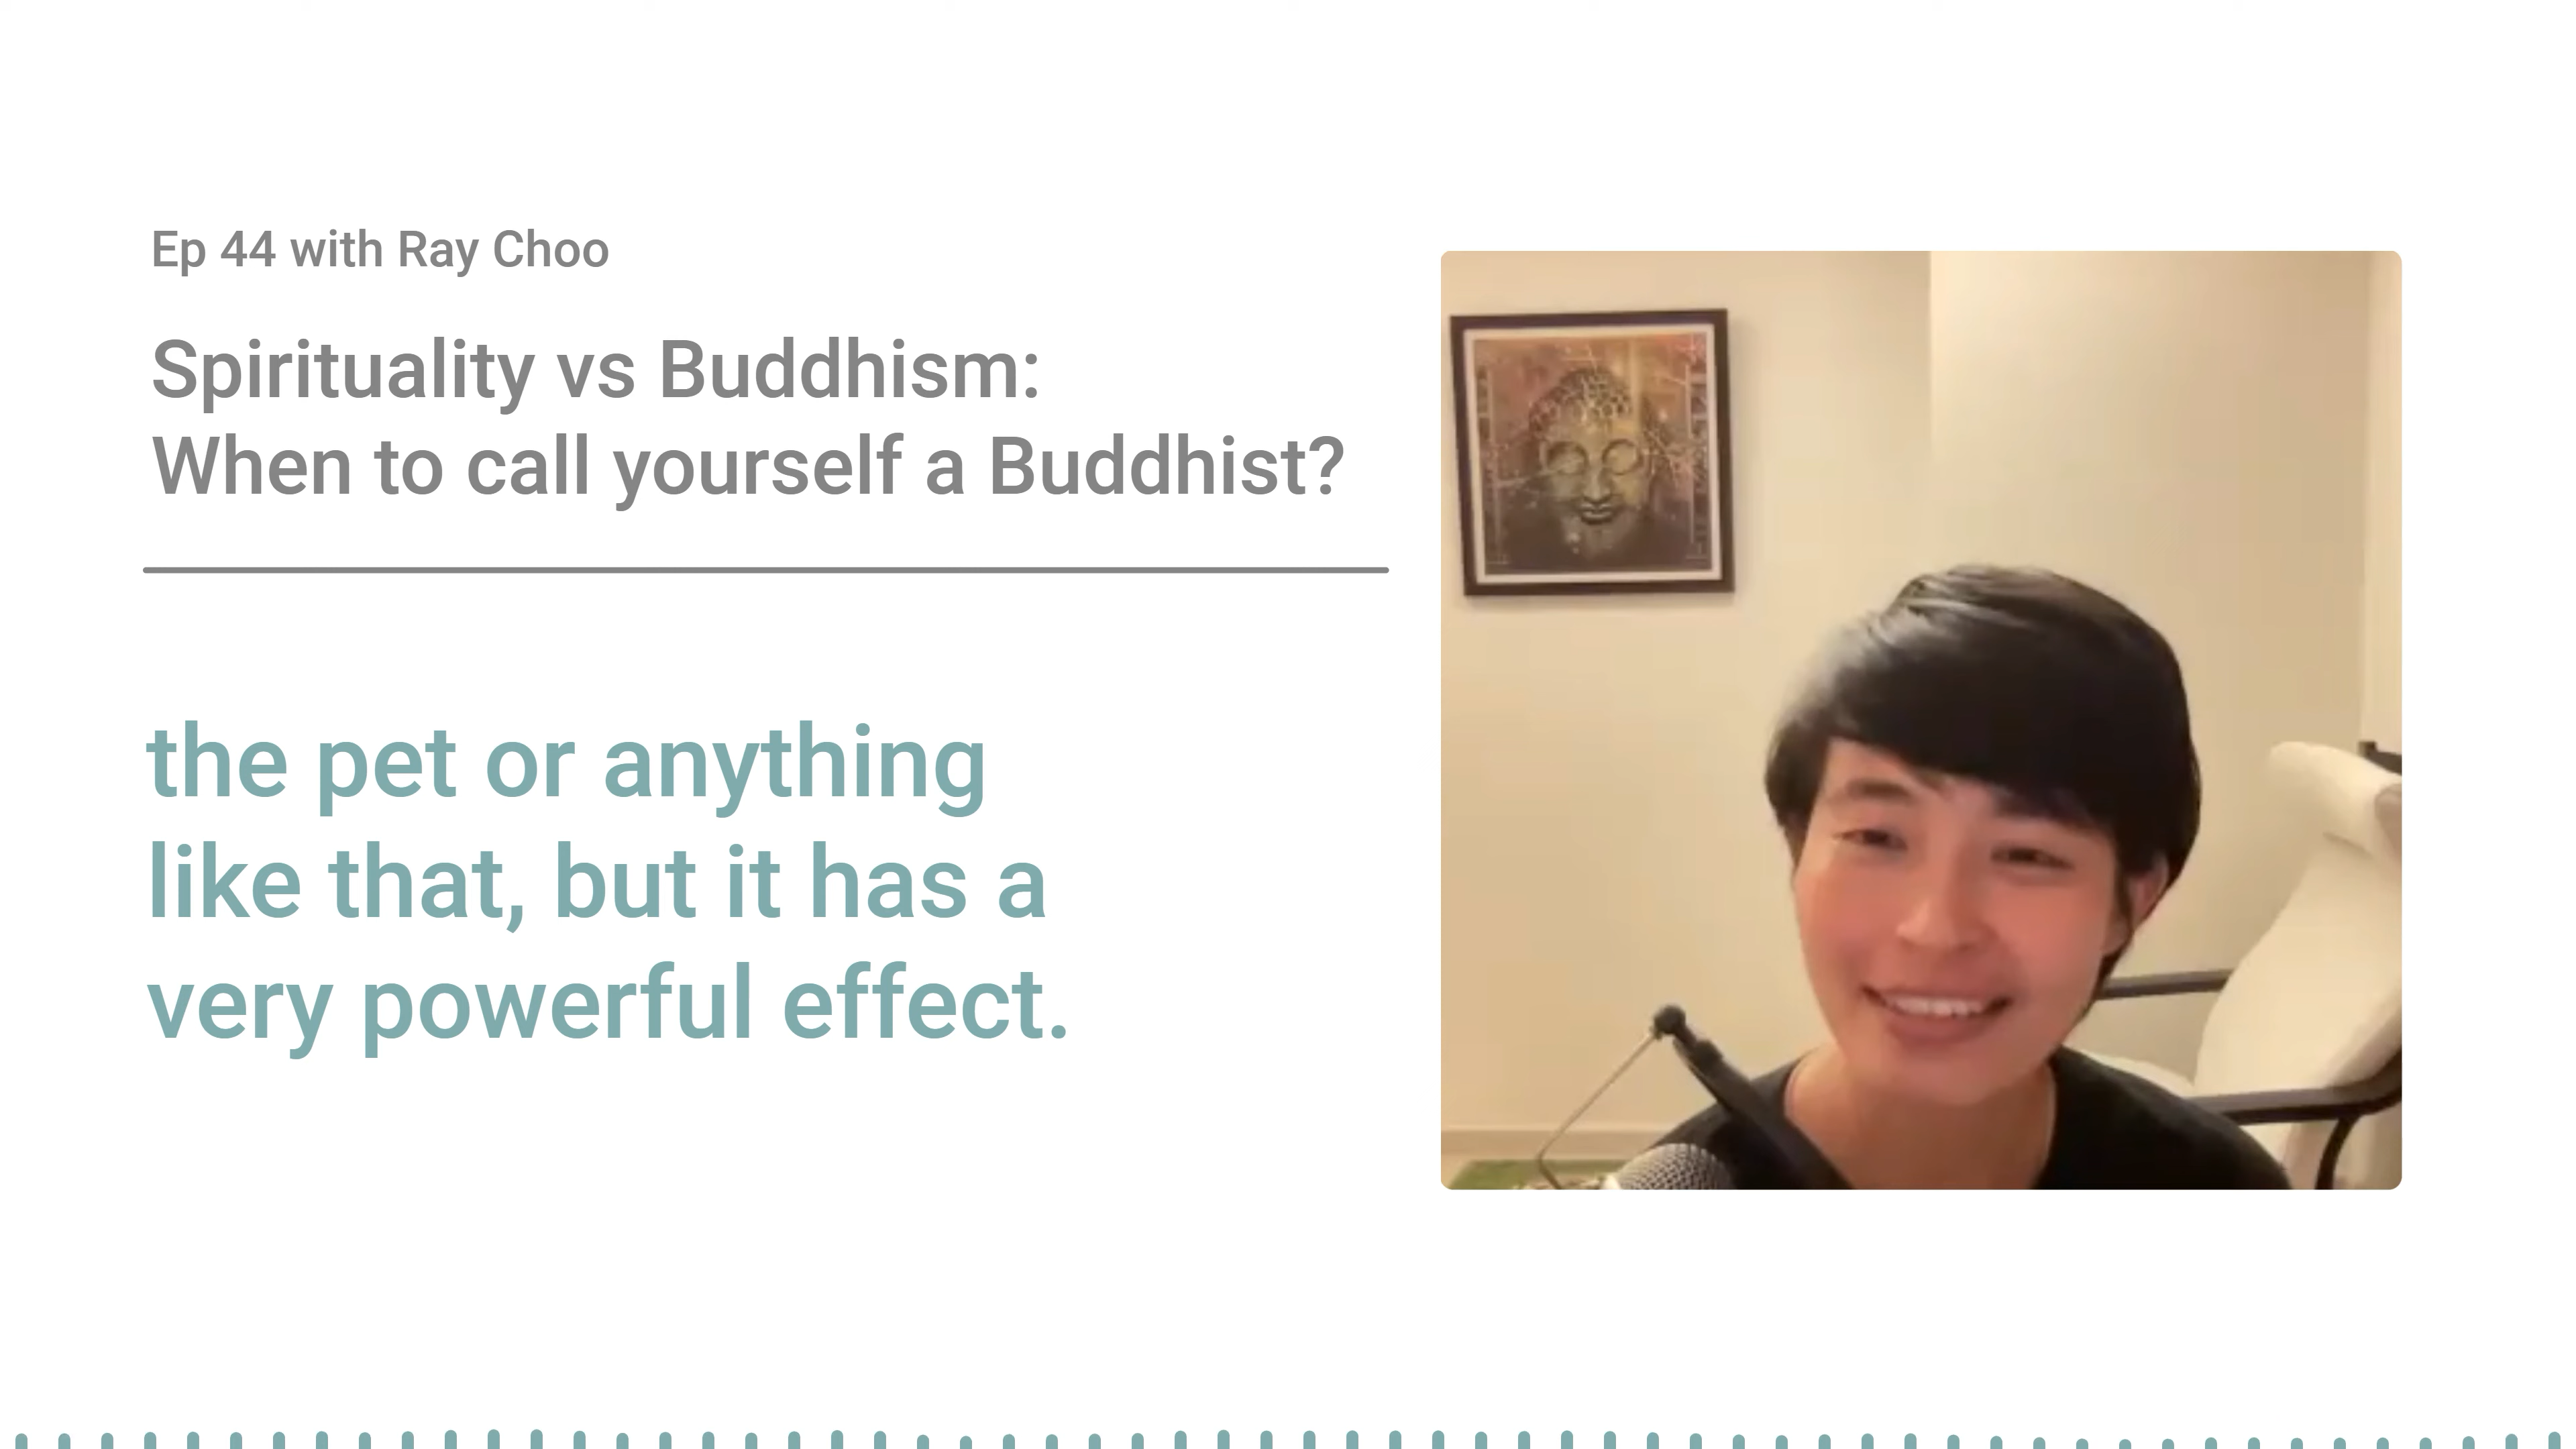 Ep 44 with Ray Choo
Spirituality vs Buddhism:
When to call yourself a Buddhist?
the pet or anything
like that, but it has a
very powerful effect.